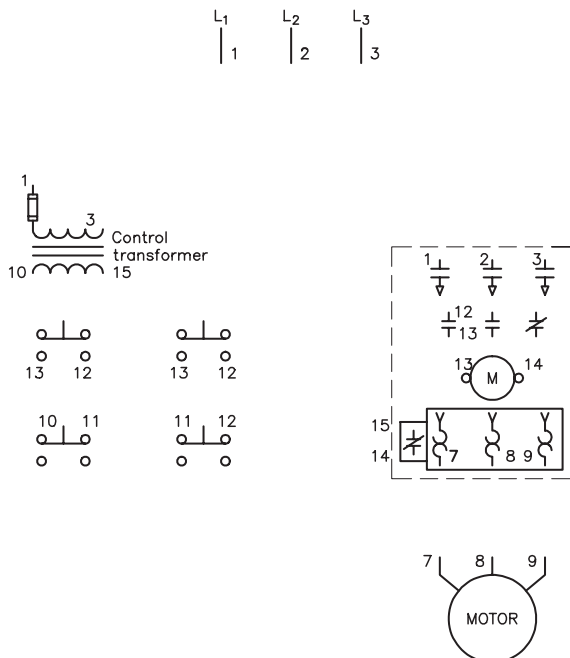 L1 L2 L3
1 2 3
1
3
Control
transformer
10 15
1 2 3
12
13
13 12 13 12
13 M 14
10 11 11 12
15
14 7 8 9
7 8 9
MOTOR